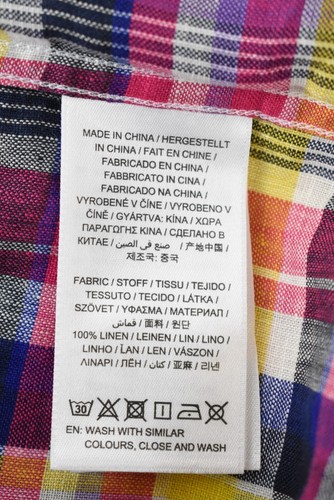 MADE IN CHINA / HERGESTELLT
IN CHINA / FAIT EN CHINE /
FABRICADO EN CHINA /
FABBRICATO IN CINA /
FABRICADO NA CHINA /
VYROBENÉ V ČÍNE / VYROBENO V
ČÍNĚ / GYÁRTVA: KÍNA / ΧΩΡΑ
ΠΑΡΑΓΩΓΗΣ ΚΙΝΑ / СДЕЛАНО В
КИТАЕ / صنع في الصين / 产地中国 /
제조국: 중국
FABRIC / STOFF / TISSU / TEJIDO /
TESSUTO / TECIDO / LÁTKA /
SZÖVET / ΥΦΑΣΜΑ / МАТЕРИАЛ /
قماش / 面料 / 원단
100% LINEN / LEINEN / LIN / LINO /
LINHO / ĽAN / LEN / VÁSZON /
ΛΙΝΑΡΙ / ЛЁН / كتان / 亚麻 / 리넨
30
EN: WASH WITH SIMILAR
COLOURS, CLOSE AND WASH